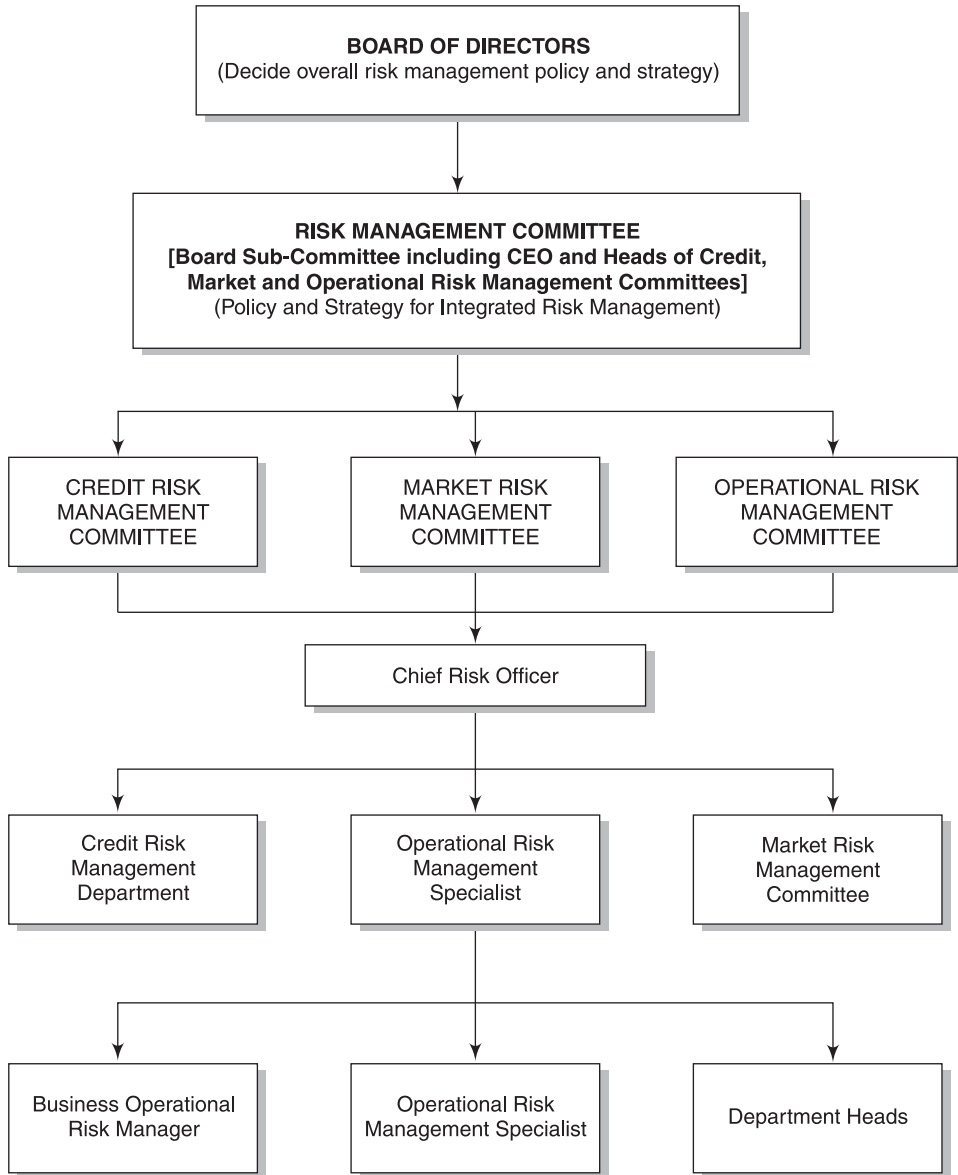 BOARD OF DIRECTORS
(Decide overall risk management policy and strategy)
RISK MANAGEMENT COMMITTEE
[Board Sub-Committee including CEO and Heads of Credit,
Market and Operational Risk Management Committees]
(Policy and Strategy for Integrated Risk Management)
CREDIT RISK
MANAGEMENT
COMMITTEE
MARKET RISK
MANAGEMENT
COMMITTEE
OPERATIONAL RISK
MANAGEMENT
COMMITTEE
Chief Risk Officer
Credit Risk
Management
Department
Operational Risk
Management
Specialist
Market Risk
Management
Committee
Business Operational
Risk Manager
Operational Risk
Management Specialist
Department Heads